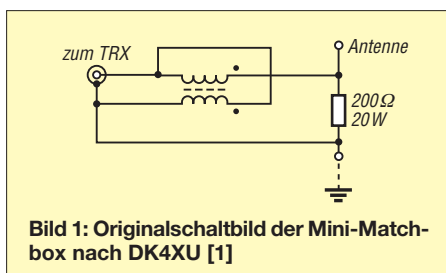 zum TRX
Antenne
200Ω
20W
Bild 1: Originalschaltbild der Mini-Match-
box nach DK4XU [1]